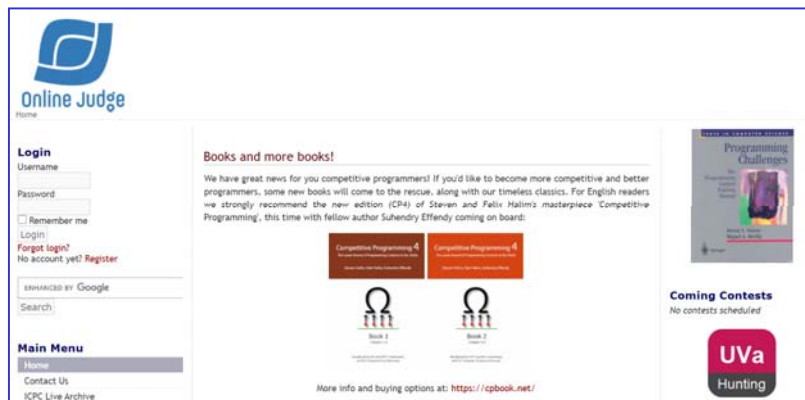 Online Judge
Home
Login
Username
Password
Remember me
Login
Forgot login?
No account yet? Register
ENHANCED BY Google
Search
Main Menu
Home
Contact Us
ICPC Live Archive
Books and more books!
We have great news for you competitive programmers! If you'd like to become more competitive and better
programmers, some new books will come to the rescue, along with our timeless classics. For English readers
we strongly recommend the new edition (CP4) of Steven and Felix Halim's masterpiece 'Competitive
Programming', this time with fellow author Suhendry Effendy coming on board:
Competitive Programming 4
Competitive Programming 4
Book 1
Book 2
More info and buying options at: https://cpbook.net/
Programming
Challenges
Springer
Coming Contests
No contests scheduled
UVa
Hunting